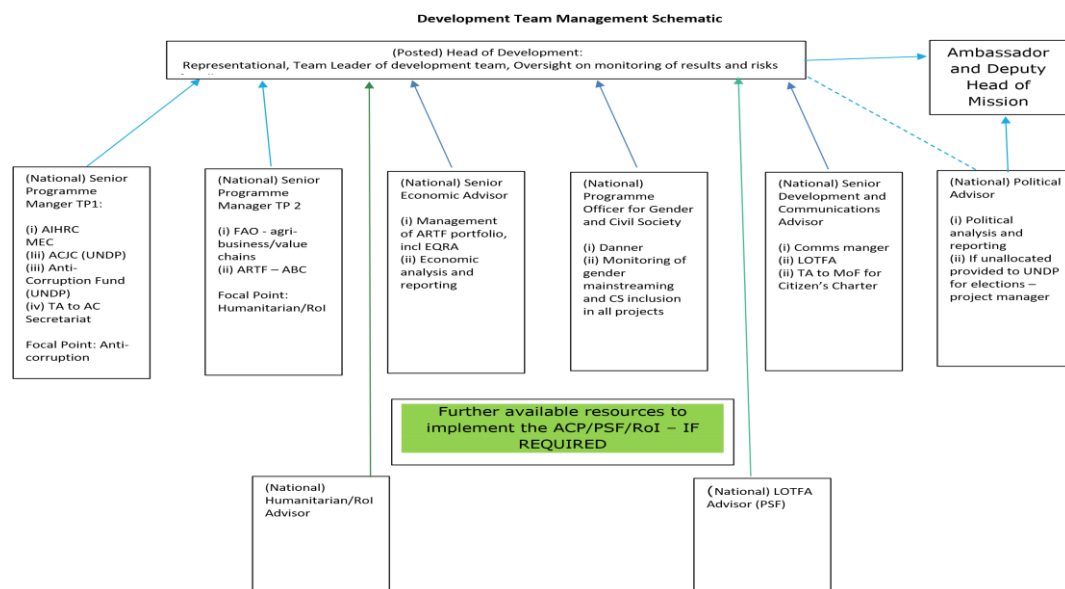 Development Team Management Schematic
(Posted) Head of Development:
Representational, Team Leader of development team, Oversight on monitoring of results and risks
Ambassador
and Deputy
Head of
Mission
(National) Senior
Programme
Manger TP1:
(i) AIHRC
MEC
(Iii) ACJC (UNDP)
(iii) Anti-
Corruption Fund
(UNDP)
(iv) TA to AC
Secretariat
Focal Point: Anti-
corruption
(National) Senior
Programme
Manager TP 2
(i) FAO - agri-
business/value
chains
(ii) ARTF – ABC
Focal Point:
Humanitarian/RoI
(National) Senior
Economic Advisor
(i) Management
of ARTF portfolio,
incl EQRA
(ii) Economic
analysis and
reporting
(National)
Programme
Officer for Gender
and Civil Society
(i) Danner
(ii) Monitoring of
gender
mainstreaming
and CS inclusion
in all projects
(National) Senior
Development and
Communications
Advisor
(i) Comms manger
(ii) LOTFA
(ii) TA to MoF for
Citizen's Charter
(National) Political
Advisor
(i) Political
analysis and
reporting
(ii) If unallocated
provided to UNDP
for elections –
project manager
Further available resources to
implement the ACP/PSF/RoI – IF
REQUIRED
(National)
Humanitarian/RoI
Advisor
(National) LOTFA
Advisor (PSF)